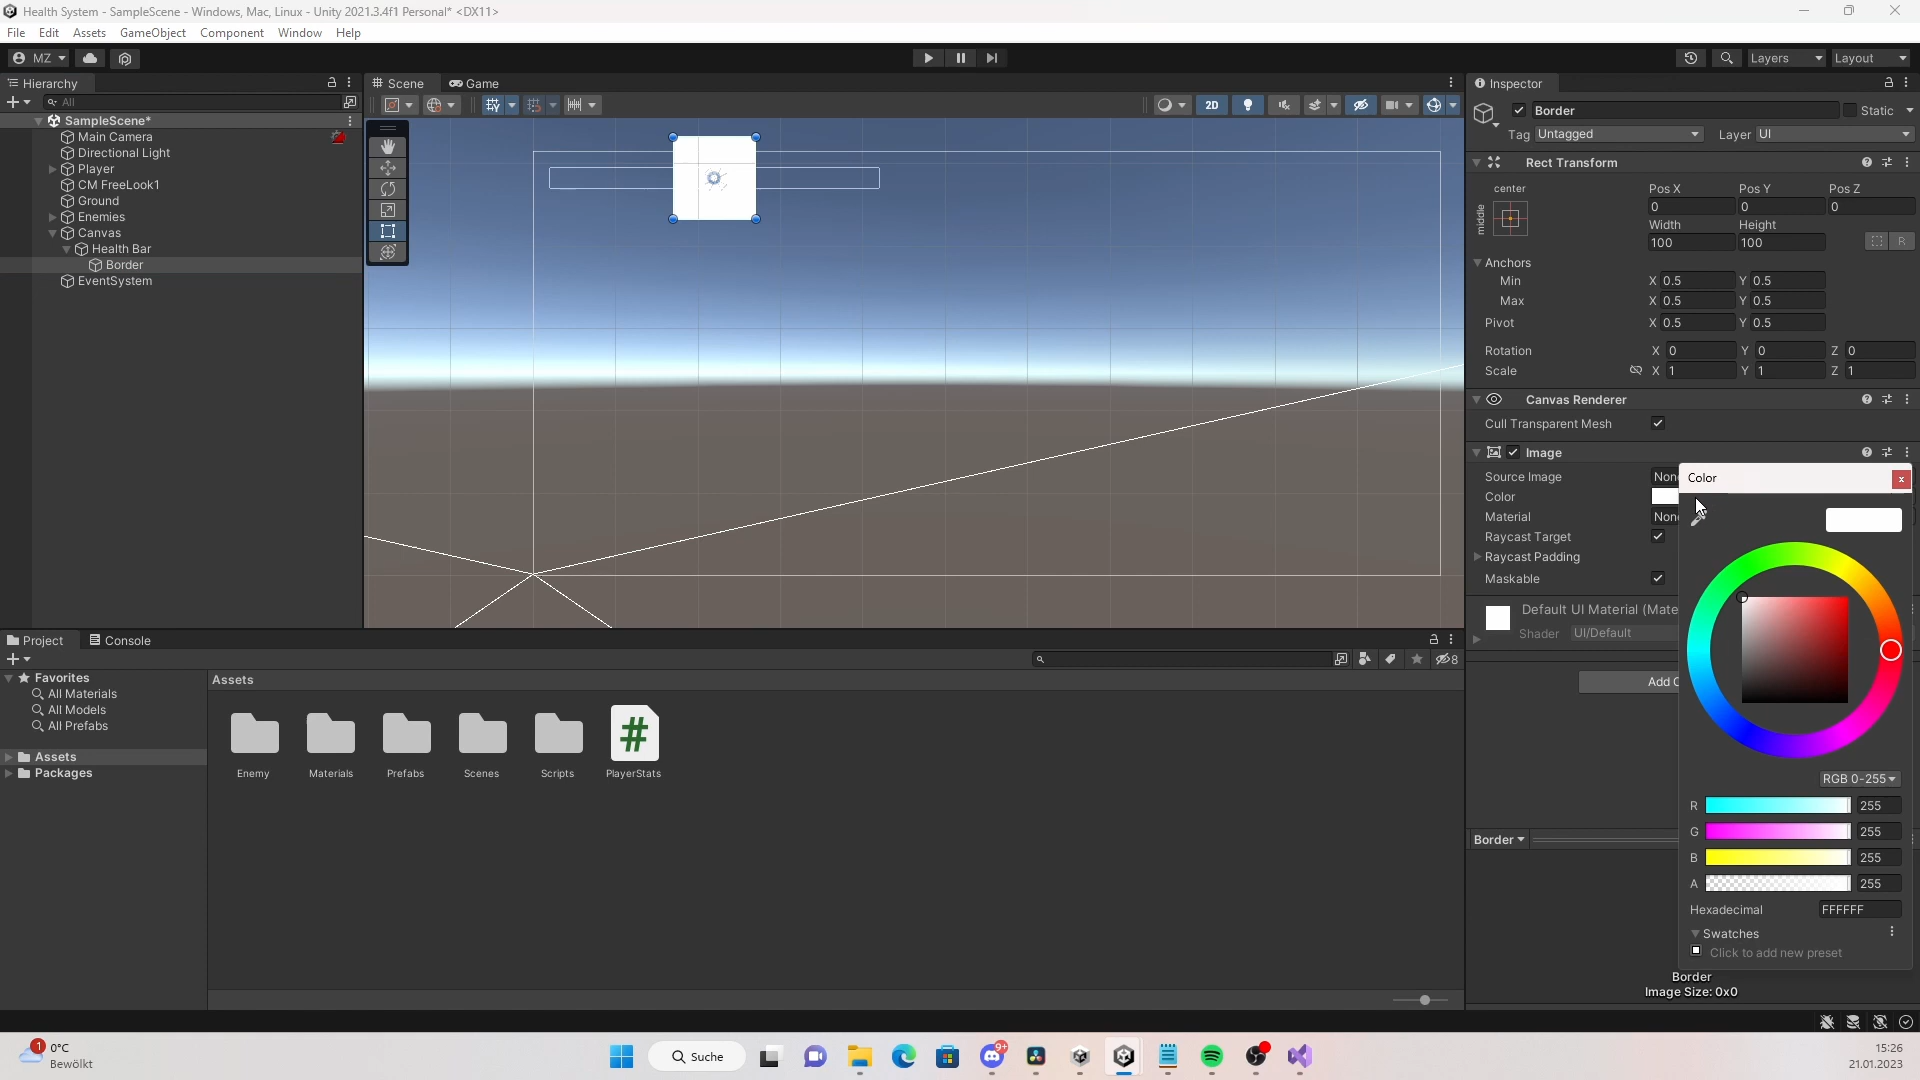 Health System - SampleScene - Windows, Mac, Linux - Unity 2021.3.4f1 Personal* <DX11>
File Edit Assets GameObject Component Window Help
MZ
Layers Layout
Hierarchy
All
SampleScene*
Main Camera
Directional Light
Player
CM FreeLook1
Ground
Enemies
Canvas
Health Bar
Border
EventSystem
Scene Game
2D
Inspector
Border Static
Tag Untagged Layer UI
Rect Transform
center
middle
Pos X Pos Y Pos Z
0 0 0
Width Height
100 100
R
Anchors
Min X 0.5 Y 0.5
Max X 0.5 Y 0.5
Pivot X 0.5 Y 0.5
Rotation X 0 Y 0 Z 0
Scale X 1 Y 1 Z 1
Canvas Renderer
Cull Transparent Mesh
Image
Source Image Non
Color
Material Non
Raycast Target
Raycast Padding
Maskable
Default UI Material (Mate
Shader UI/Default
Add C
Color
x
RGB 0-255
R 255
G 255
B 255
A 255
Hexadecimal FFFFFF
Swatches
Click to add new preset
Border
Border
Image Size: 0x0
Project Console
8
Favorites
All Materials
All Models
All Prefabs
Assets
Packages
Assets
Enemy Materials Prefabs Scenes Scripts PlayerStats
#
1
0°C
Bewölkt
Suche
9+
15:26
21.01.2023